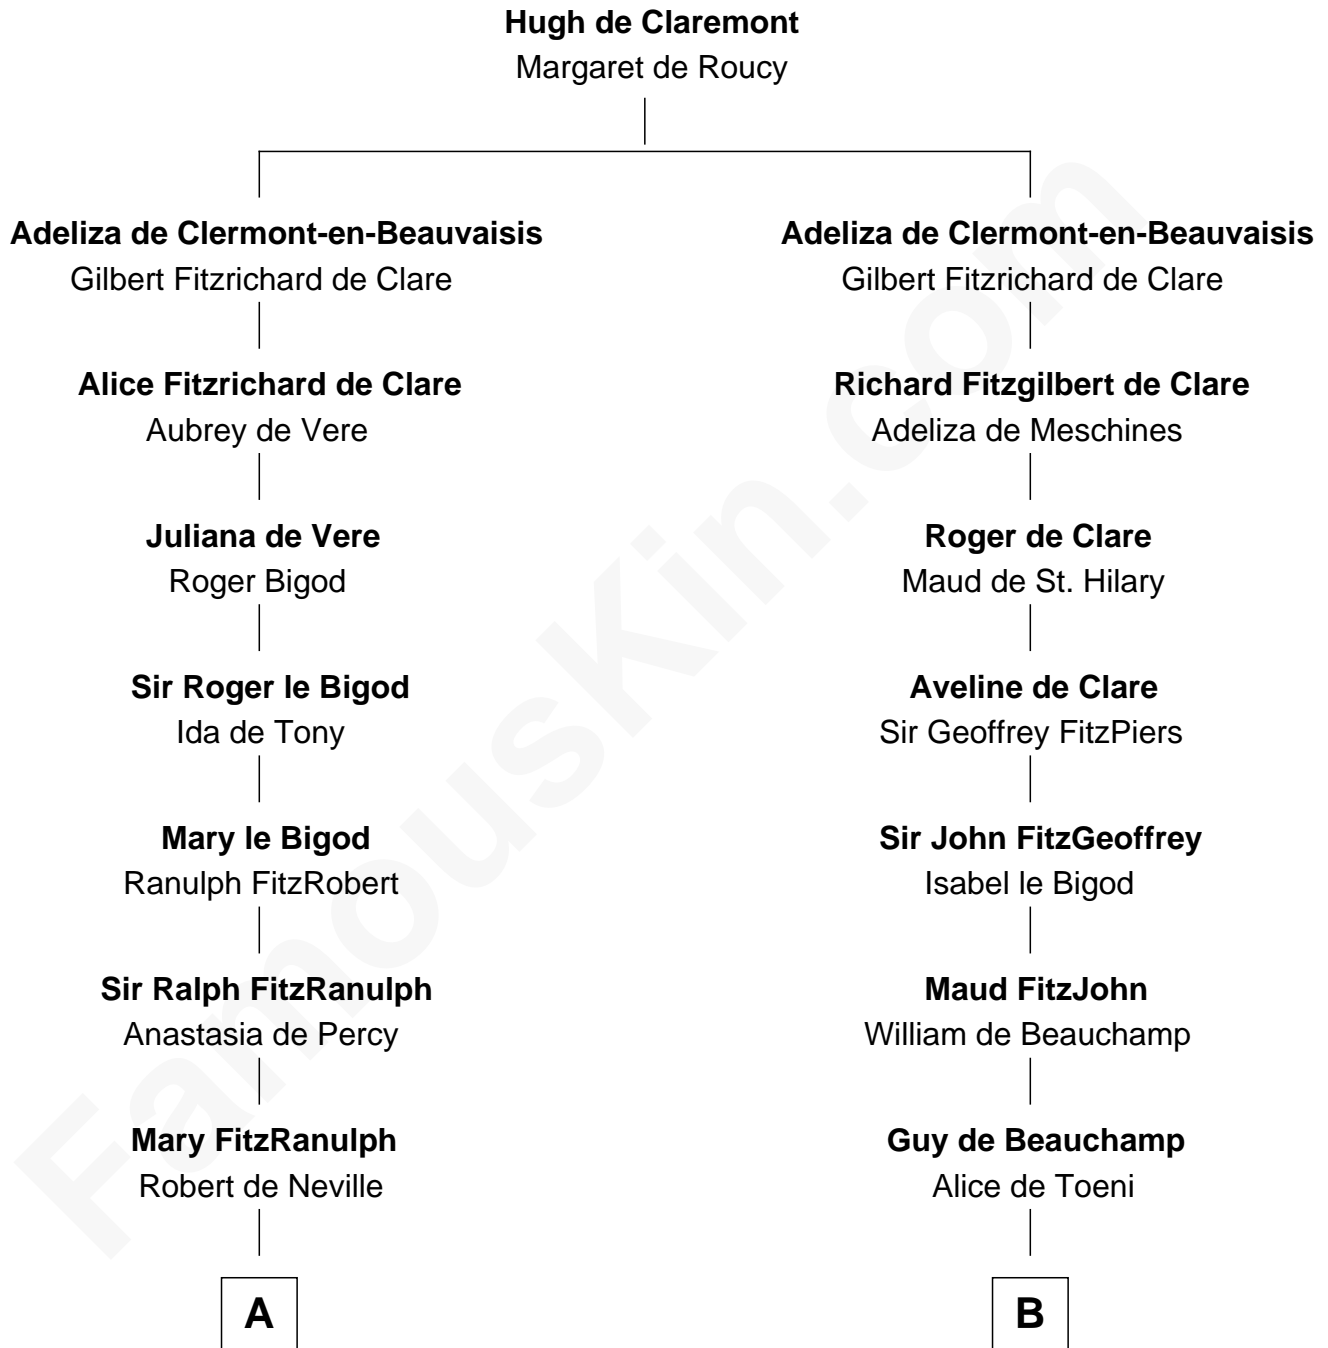 Hugh de Claremont
Margaret de Roucy
Adeliza de Clermont-en-Beauvaisis
Gilbert Fitzrichard de Clare
Alice Fitzrichard de Clare
Aubrey de Vere
Juliana de Vere
Roger Bigod
Sir Roger le Bigod
Ida de Tony
Mary le Bigod
Ranulph FitzRobert
Sir Ralph FitzRanulph
Anastasia de Percy
Mary FitzRanulph
Robert de Neville
A
Adeliza de Clermont-en-Beauvaisis
Gilbert Fitzrichard de Clare
Richard Fitzgilbert de Clare
Adeliza de Meschines
Roger de Clare
Maud de St. Hilary
Aveline de Clare
Sir Geoffrey FitzPiers
Sir John FitzGeoffrey
Isabel le Bigod
Maud FitzJohn
William de Beauchamp
Guy de Beauchamp
Alice de Toeni
B
FamousKin.com